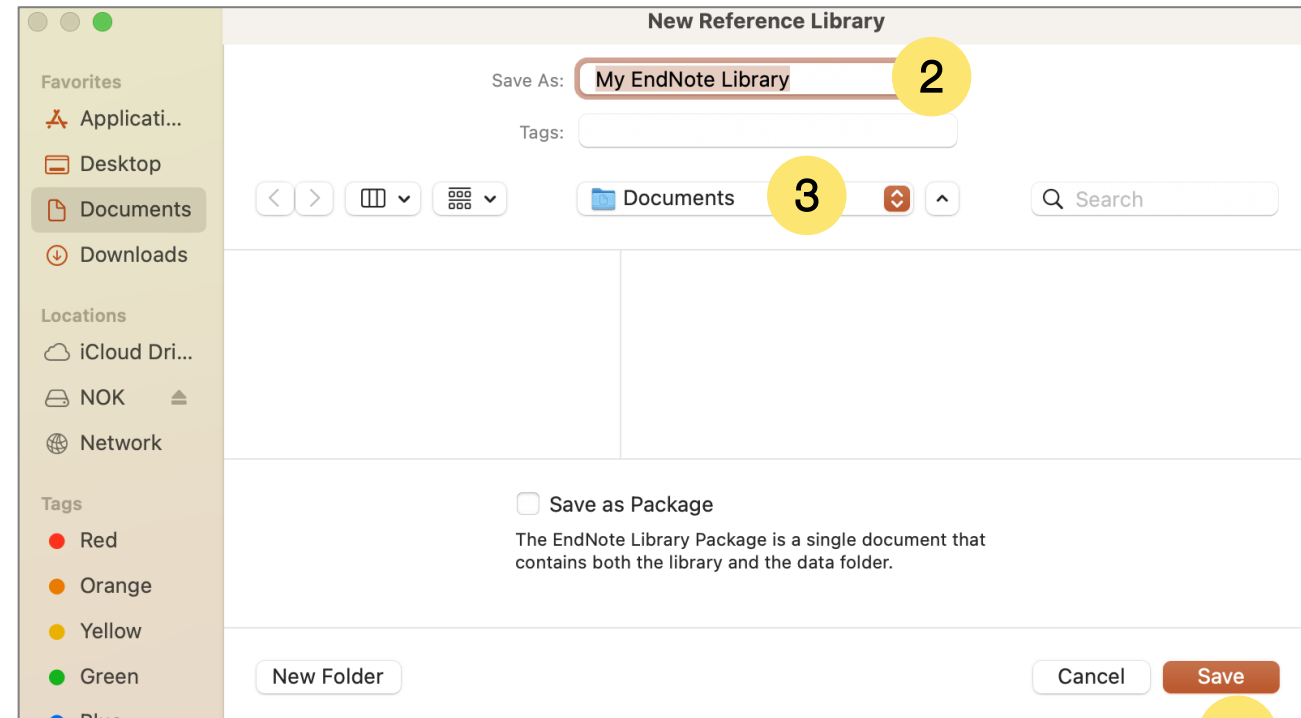 New Reference Library
Favorites
Applicati...
Desktop
Documents
Downloads
Locations
iCloud Dri...
NOK
Network
Tags
Red
Orange
Yellow
Green
Blue
Save As: My EndNote Library 2
Tags:
Documents 3
Search
Save as Package
The EndNote Library Package is a single document that
contains both the library and the data folder.
New Folder
Cancel
Save